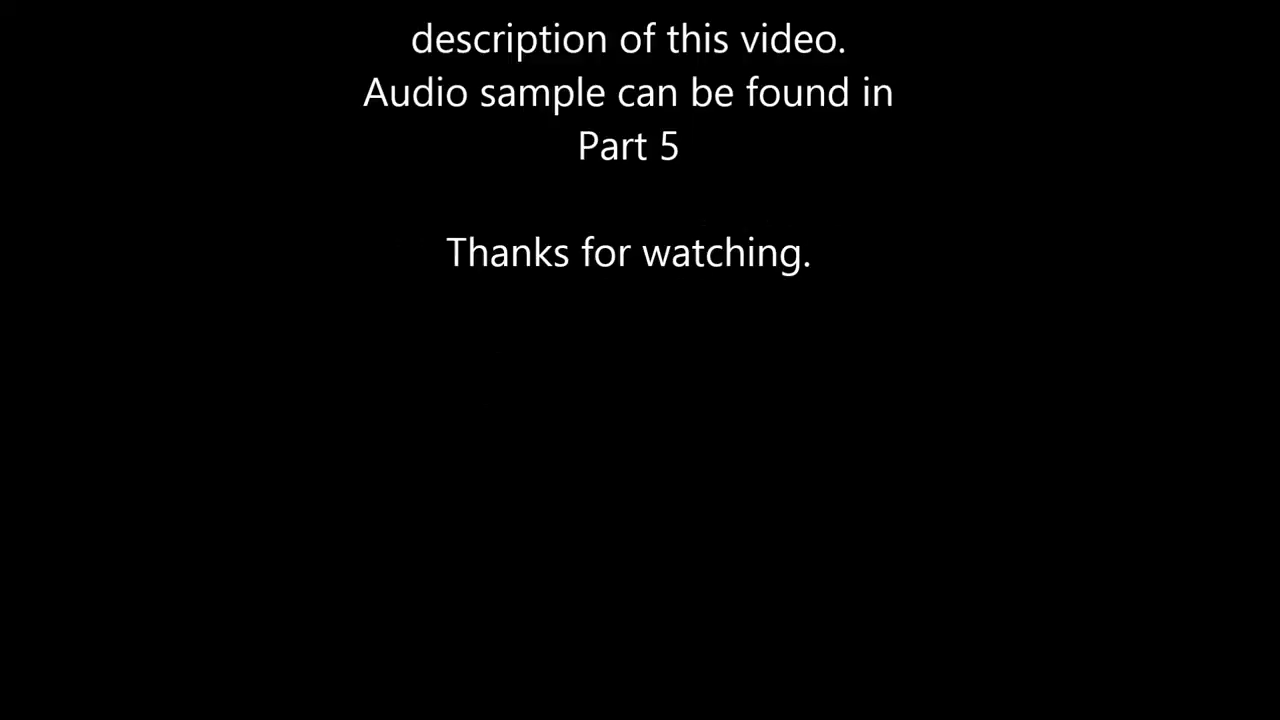 description of this video.
Audio sample can be found in
Part 5
Thanks for watching.